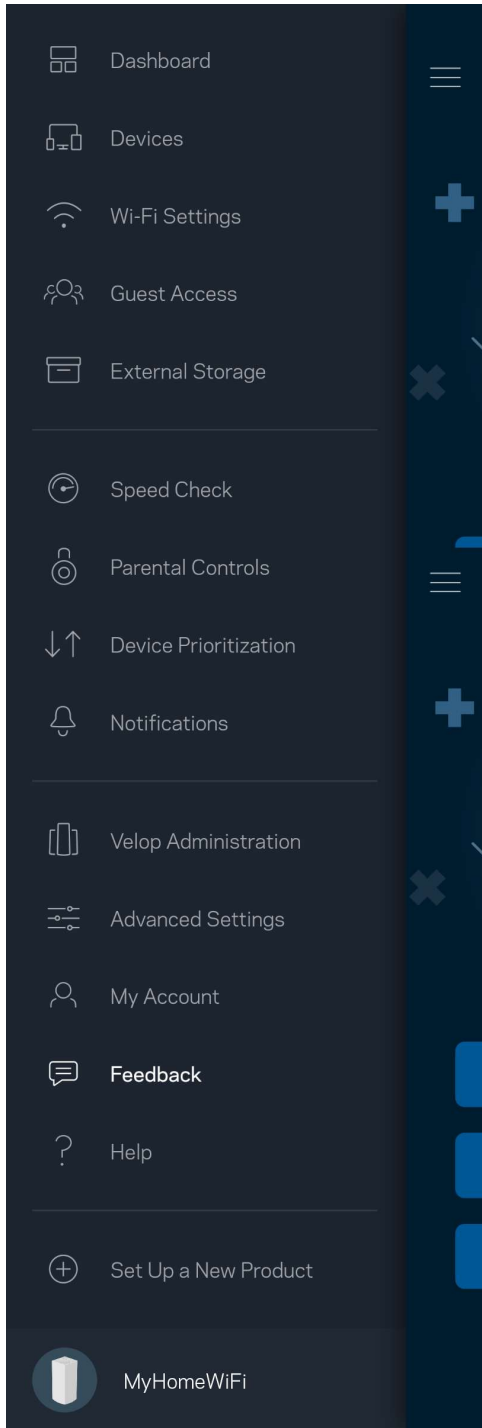 Dashboard
Devices
Wi-Fi Settings
Guest Access
External Storage
Speed Check
Parental Controls
Device Prioritization
Notifications
Velop Administration
Advanced Settings
My Account
Feedback
Help
Set Up a New Product
MyHomeWiFi